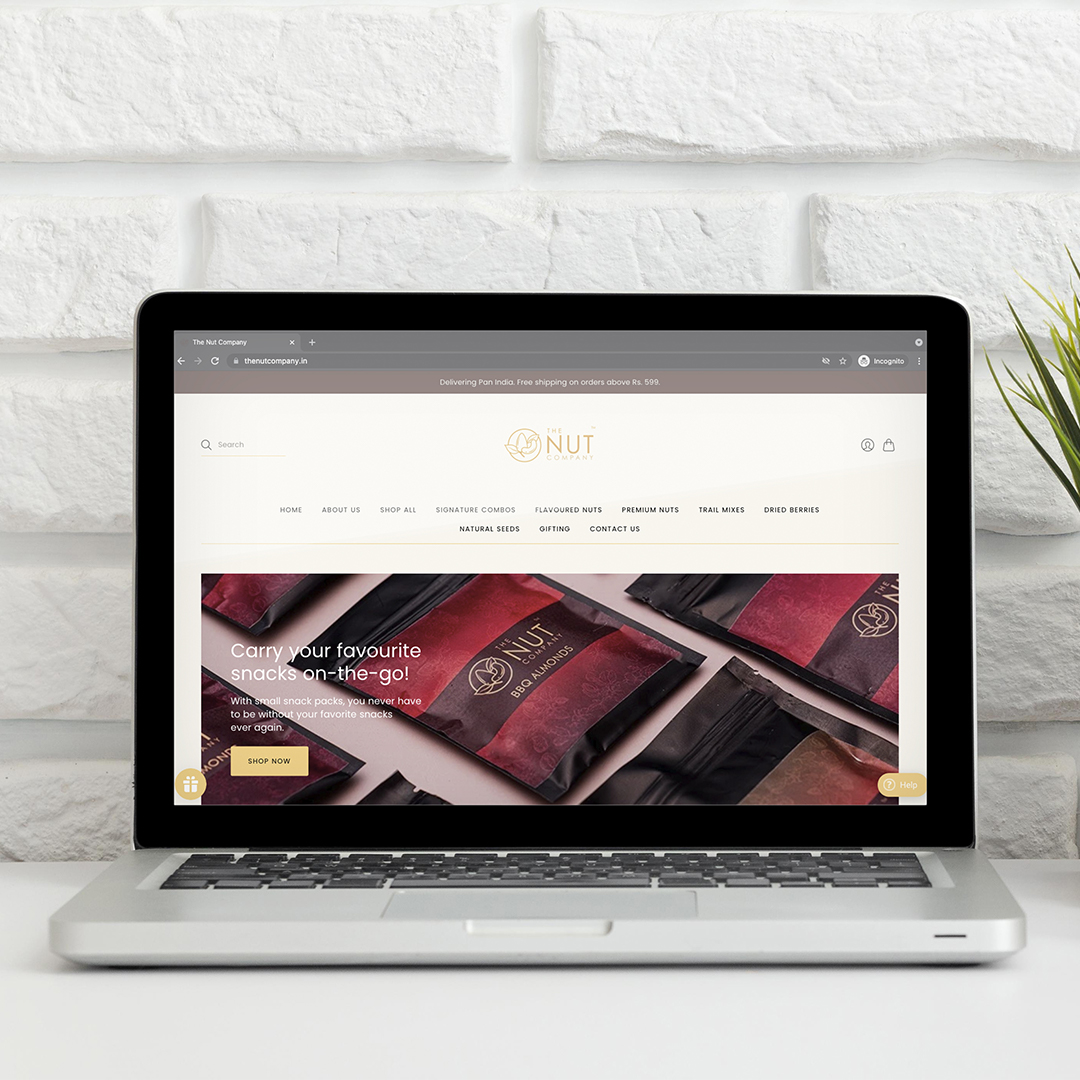 The Nut Company
thenutcompany.in
Incognito
Delivering Pan India. Free shipping on orders above Rs. 599.
Search
THE
NUT
COMPANY
TM
HOME ABOUT US SHOP ALL SIGNATURE COMBOS FLAVOURED NUTS PREMIUM NUTS TRAIL MIXES DRIED BERRIES
NATURAL SEEDS GIFTING CONTACT US
Carry your favourite
snacks on-the-go!
With small snack packs, you never have
to be without your favorite snacks
ever again.
SHOP NOW
THE
NUT
COMPANY
BBQ ALMONDS
THE
Help